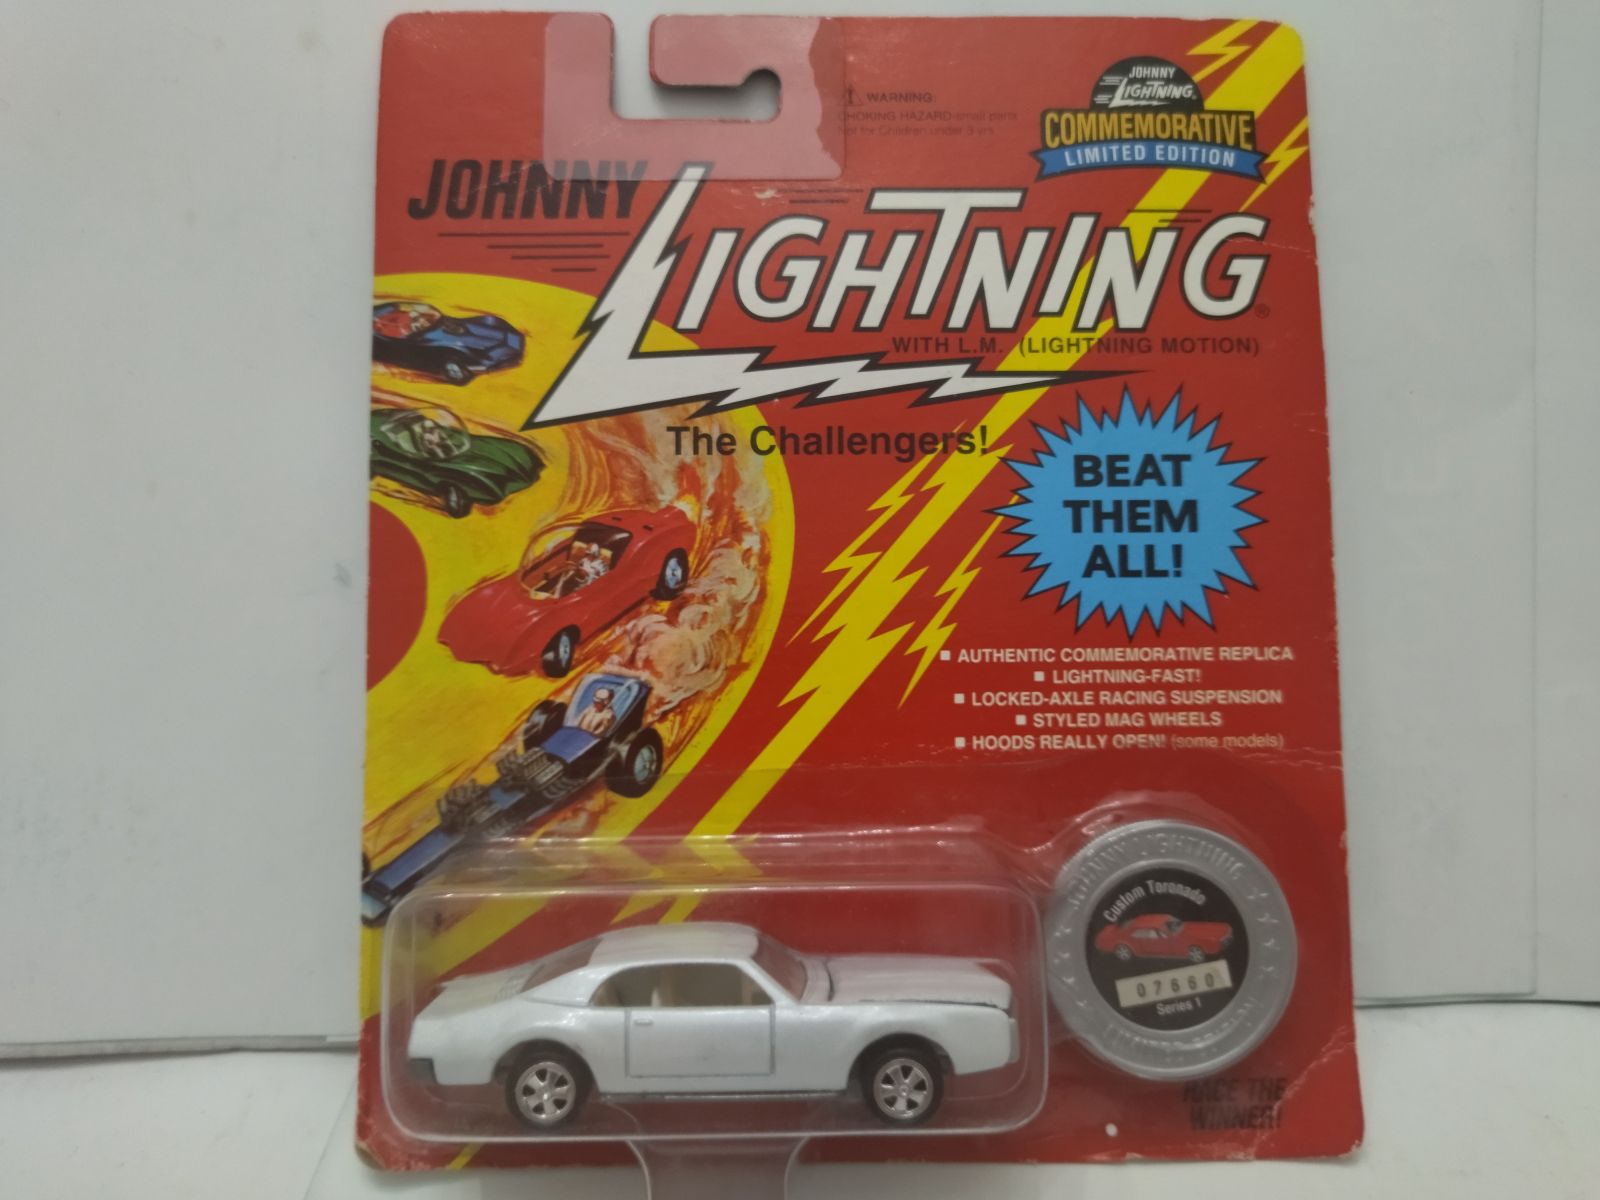 WARNING:
CHOKING HAZARD-small parts
Not for Children under 3 yrs.
JOHNNY
LIGHTNING
COMMEMORATIVE
LIMITED EDITION
JOHNNY
LIGHTNING®
WITH L.M. (LIGHTNING MOTION)
The Challengers!
BEAT
THEM
ALL!
AUTHENTIC COMMEMORATIVE REPLICA
LIGHTNING-FAST!
LOCKED-AXLE RACING SUSPENSION
STYLED MAG WHEELS
HOODS REALLY OPEN! (some models)
JOHNNY LIGHTNING
Custom Toronado
07660
Series 1
LIMITED EDITION
RACE THE
WINNER!